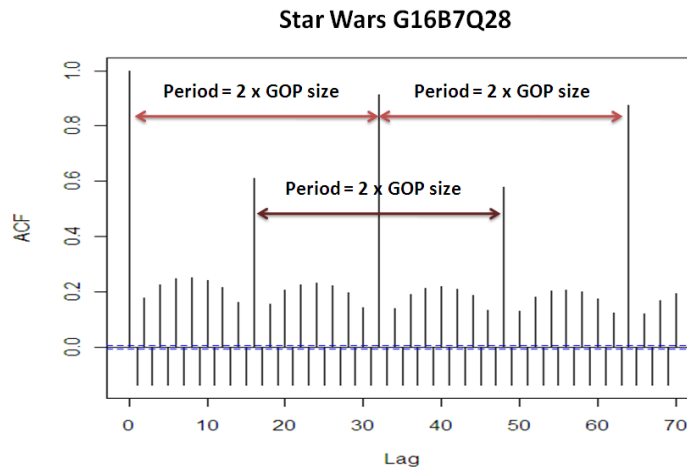 Star Wars G16B7Q28
Period = 2 x GOP size
Period = 2 x GOP size
Period = 2 x GOP size
ACF
1.0
0.8
0.6
0.4
0.2
0.0
0 10 20 30 40 50 60 70
Lag